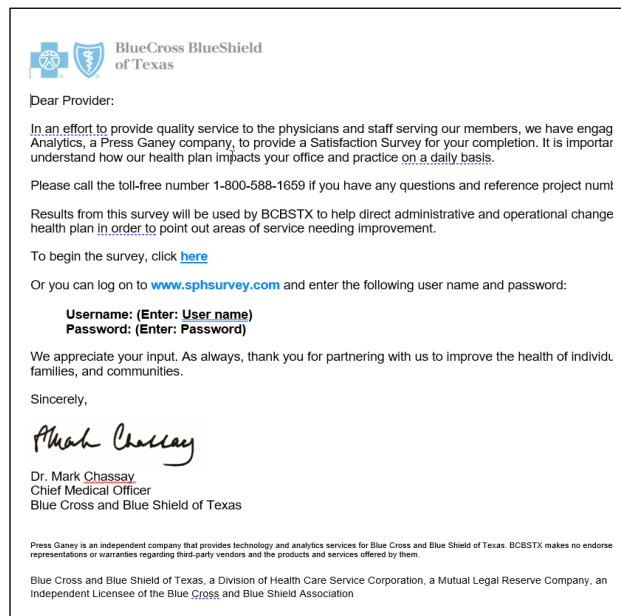 BlueCross BlueShield
of Texas
Dear Provider:
In an effort to provide quality service to the physicians and staff serving our members, we have engag
Analytics, a Press Ganey company, to provide a Satisfaction Survey for your completion. It is importan
understand how our health plan impacts your office and practice on a daily basis.
Please call the toll-free number 1-800-588-1659 if you have any questions and reference project numb
Results from this survey will be used by BCBSTX to help direct administrative and operational change
health plan in order to point out areas of service needing improvement.
To begin the survey, click here
Or you can log on to www.sphsurvey.com and enter the following user name and password:
Username: (Enter: User name)
Password: (Enter: Password)
We appreciate your input. As always, thank you for partnering with us to improve the health of individu
families, and communities.
Sincerely,
Mark Chassay
Dr. Mark Chassay
Chief Medical Officer
Blue Cross and Blue Shield of Texas
Press Ganey is an independent company that provides technology and analytics services for Blue Cross and Blue Shield of Texas. BCBSTX makes no endorse
representations or warranties regarding third-party vendors and the products and services offered by them.
Blue Cross and Blue Shield of Texas, a Division of Health Care Service Corporation, a Mutual Legal Reserve Company, an
Independent Licensee of the Blue Cross and Blue Shield Association